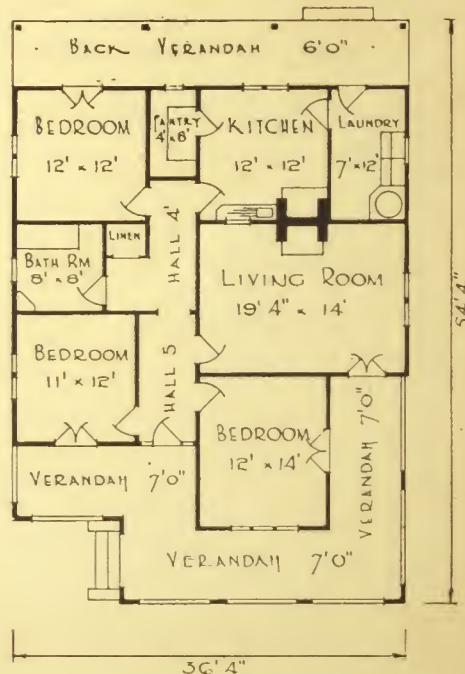 BACK VERANDAH 6'0"
BEDROOM
12' × 12'
PANTRY
4' × 8'
KITCHEN
12' × 12'
LAUNDRY
7' × 12'
LINEN
HALL 4'
BATH RM
8' × 8'
LIVING ROOM
19' 4" × 14'
54' 4"
BEDROOM
11' × 12'
HALL 5
BEDROOM
12' × 14'
VERANDAH 7'0"
VERANDAH 7'0"
VERANDAH 7'0"
36' 4"